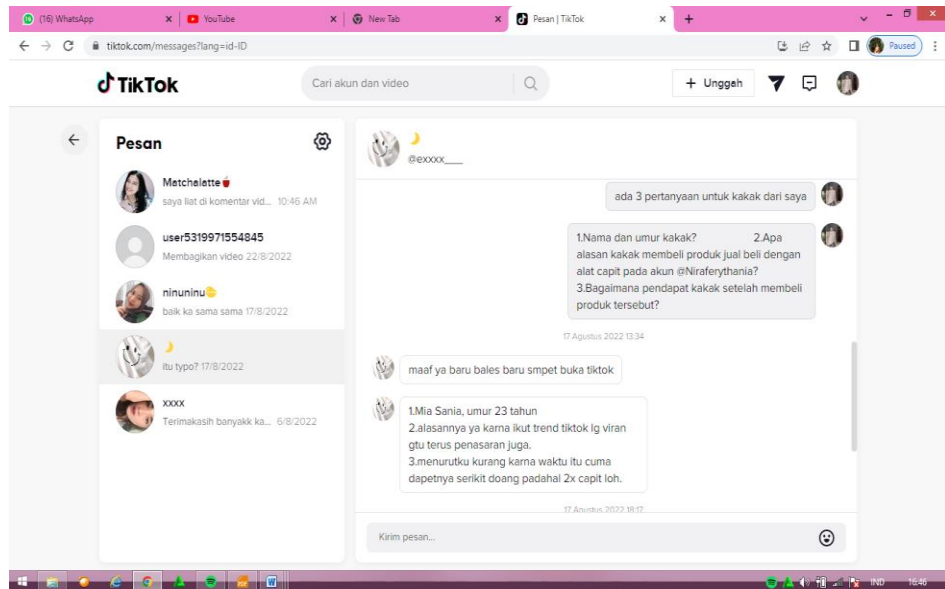 (16) WhatsApp
YouTube
New Tab
Pesan | TikTok
tiktok.com/messages?lang=id-ID
Paused
TikTok
Cari akun dan video
+ Unggah
Pesan
Matchalatte
saya liat di komentar vid... 10:46 AM
user5319971554845
Membagikan video 22/8/2022
ninuninu
baik ka sama sama 17/8/2022
itu typo? 17/8/2022
xxxx
Terimakasih banyakk ka... 6/8/2022
@exxxx____
ada 3 pertanyaan untuk kakak dari saya
1.Nama dan umur kakak? 2.Apa
alasan kakak membeli produk jual beli dengan
alat capit pada akun @Niraferythania?
3.Bagaimana pendapat kakak setelah membeli
produk tersebut?
17 Agustus 2022 13:34
maaf ya baru bales baru smpet buka tiktok
1.Mia Sania, umur 23 tahun
2.alasannya ya karna ikut trend tiktok lg viran
gtu terus penasaran juga.
3.menurutku kurang karna waktu itu cuma
dapetnya serikit doang padahal 2x capit loh.
17 Agustus 2022 18:17
Kirim pesan...
IND 16:46